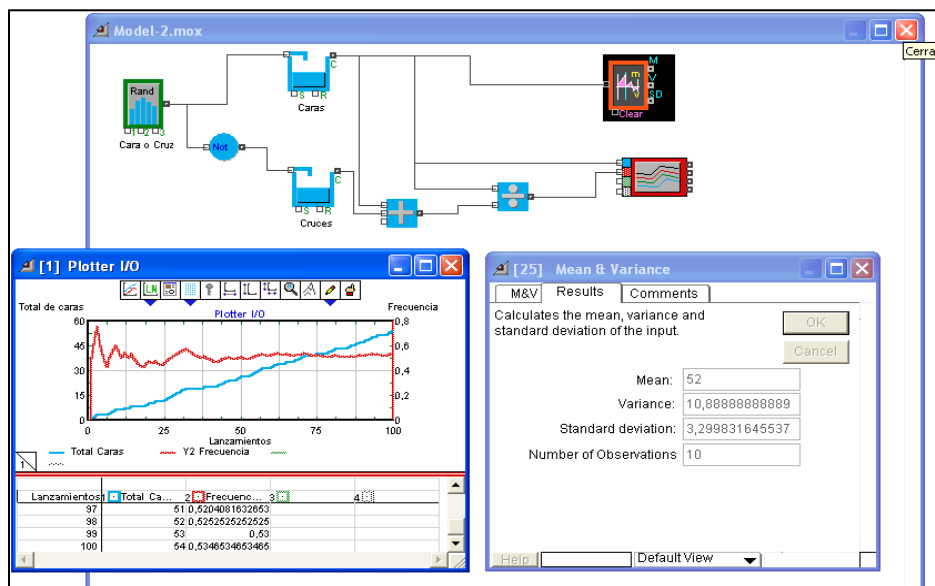 Model-2.mox
Cerra
Rand
1 2 3
Cara o Cruz
Not
S R
C
Caras
S R
C
Cruces
M
V
SD
Clear
[1] Plotter I/O
Plotter I/O
Total de caras
Frecuencia
60
45
30
15
0
0,8
0,6
0,4
0,2
0
0 25 50 75 100
Lanzamientos
Total Caras Y2 Frecuencia
1
Lanzamientos 1 Total Ca... 2 Frecuenc... 3 4
97 51 0,5204081632653
98 52 0,5252525252525
99 53 0,53
100 54 0,5346534653465
[25] Mean & Variance
M&V Results Comments
Calculates the mean, variance and
standard deviation of the input.
OK
Cancel
Mean: 52
Variance: 10,88888888889
Standard deviation: 3,299831645537
Number of Observations 10
Help Default View